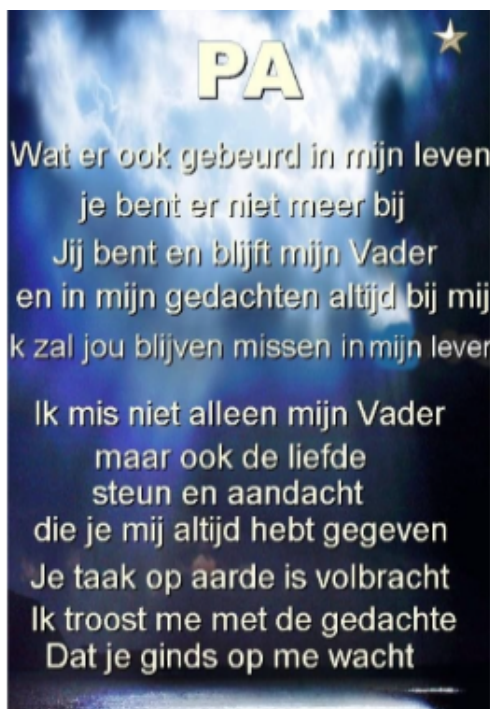 PA
Wat er ook gebeurd in mijn leven
je bent er niet meer bij
Jij bent en blijft mijn Vader
en in mijn gedachten altijd bij mij
k zal jou blijven missen in mijn lever
Ik mis niet alleen mijn Vader
maar ook de liefde
steun en aandacht
die je mij altijd hebt gegeven
Je taak op aarde is volbracht
Ik troost me met de gedachte
Dat je ginds op me wacht